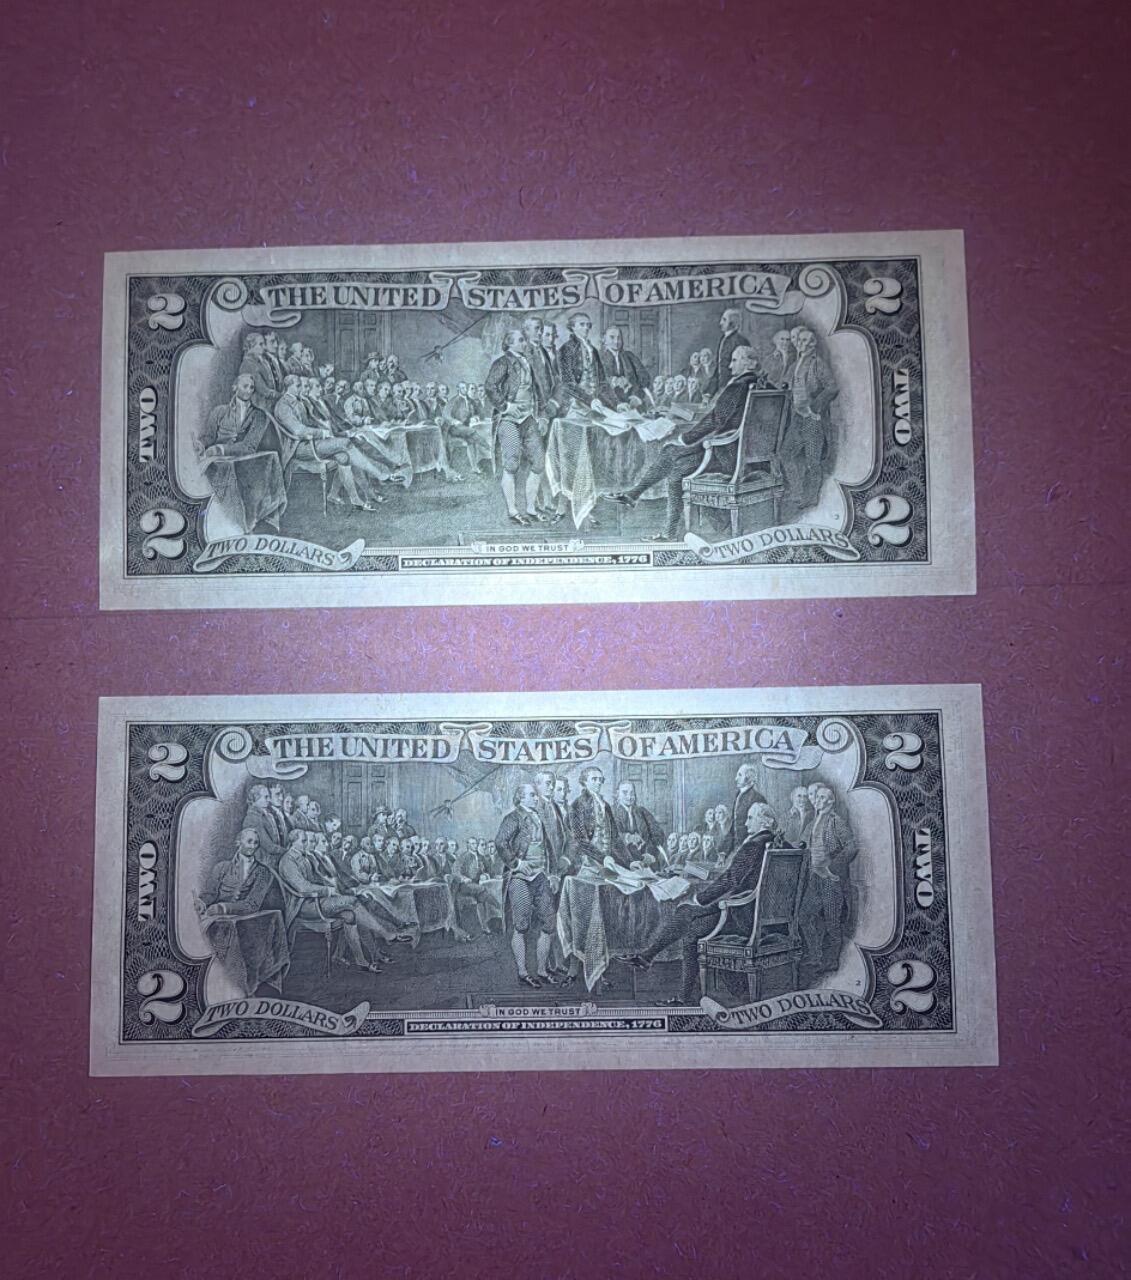 2 THE UNITED STATES OF AMERICA 2
TWO TWO
2 TWO DOLLARS IN GOD WE TRUST TWO DOLLARS 2
DECLARATION OF INDEPENDENCE, 1776
2 THE UNITED STATES OF AMERICA 2
TWO TWO
2
2 TWO DOLLARS IN GOD WE TRUST TWO DOLLARS 2
DECLARATION OF INDEPENDENCE, 1776